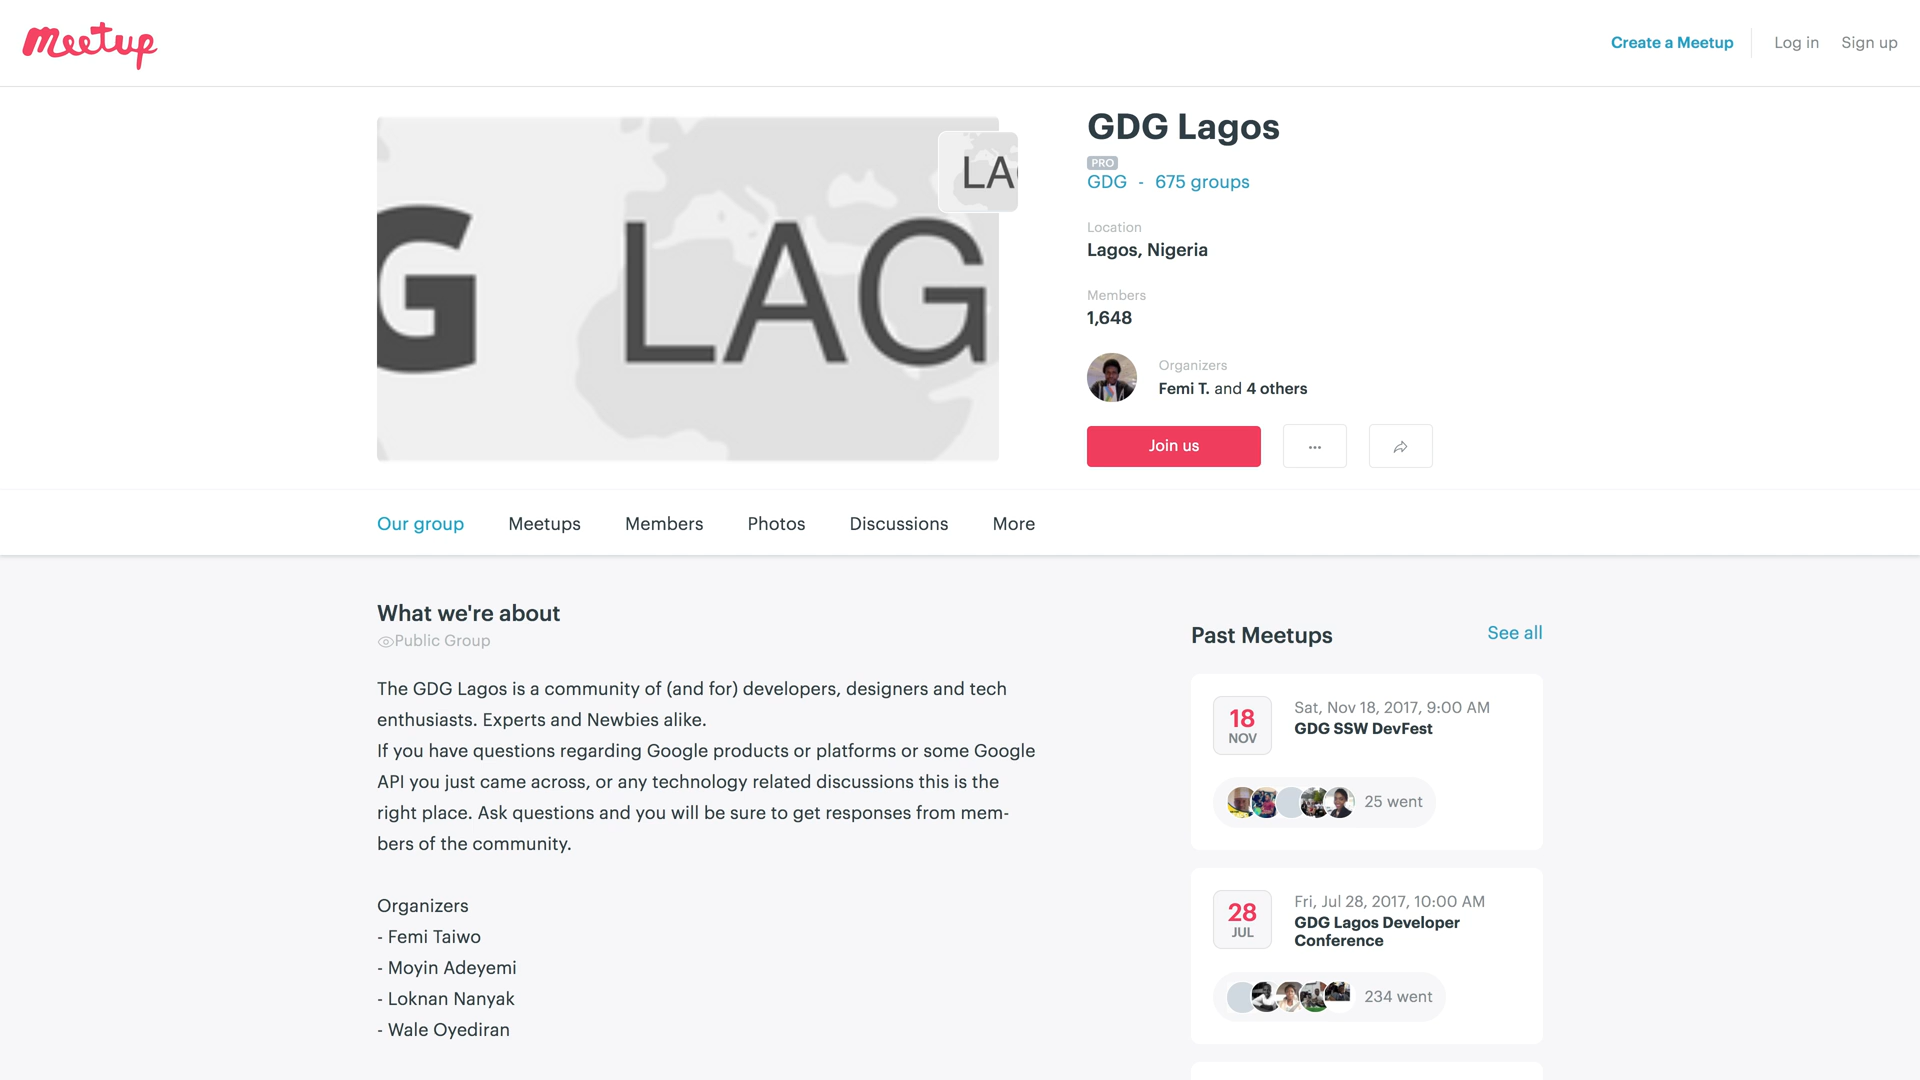 meetup
Create a Meetup
Log in
Sign up
G LAG
LA
GDG Lagos
PRO
GDG - 675 groups
Location
Lagos, Nigeria
Members
1,648
Organizers
Femi T. and 4 others
Join us
...
Our group
Meetups
Members
Photos
Discussions
More
What we're about
Public Group
The GDG Lagos is a community of (and for) developers, designers and tech
enthusiasts. Experts and Newbies alike.
If you have questions regarding Google products or platforms or some Google
API you just came across, or any technology related discussions this is the
right place. Ask questions and you will be sure to get responses from mem-
bers of the community.
Organizers
- Femi Taiwo
- Moyin Adeyemi
- Loknan Nanyak
- Wale Oyediran
Past Meetups
See all
18
NOV
Sat, Nov 18, 2017, 9:00 AM
GDG SSW DevFest
25 went
28
JUL
Fri, Jul 28, 2017, 10:00 AM
GDG Lagos Developer
Conference
234 went